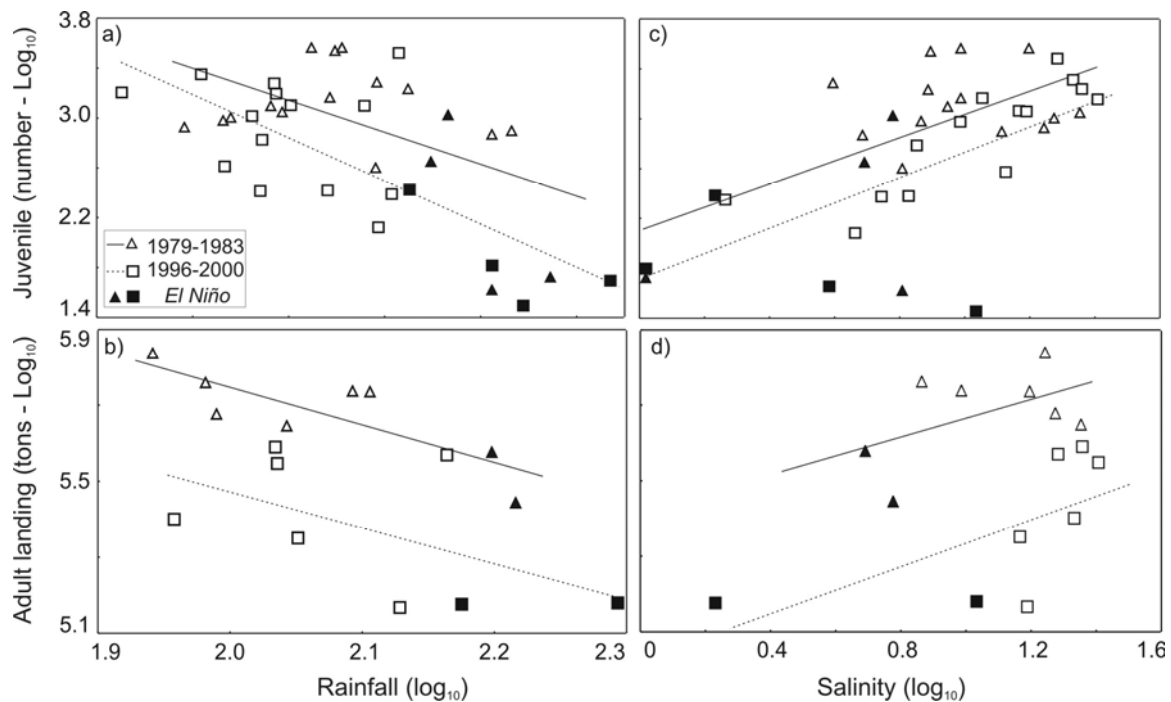 Juvenile (number - Log10)
3.8
3.0
2.2
1.4
a)
1979-1983
1996-2000
El Niño
c)
Adult landing (tons - Log10)
5.9
5.5
5.1
b)
d)
1.9
2.0
2.1
2.2
2.3
0
0.4
0.8
1.2
1.6
Rainfall (log10)
Salinity (log10)